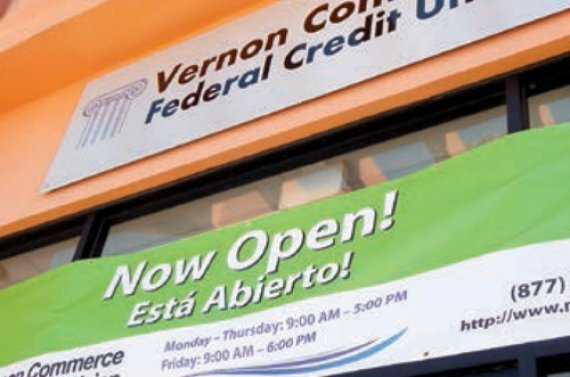 Vernon Com
Federal Credit Un
Now Open!
Está Abierto!
Monday – Thursday: 9:00 AM – 5:00 PM
Friday: 9:00 AM – 6:00 PM
on Commerce
(877)
http://www.